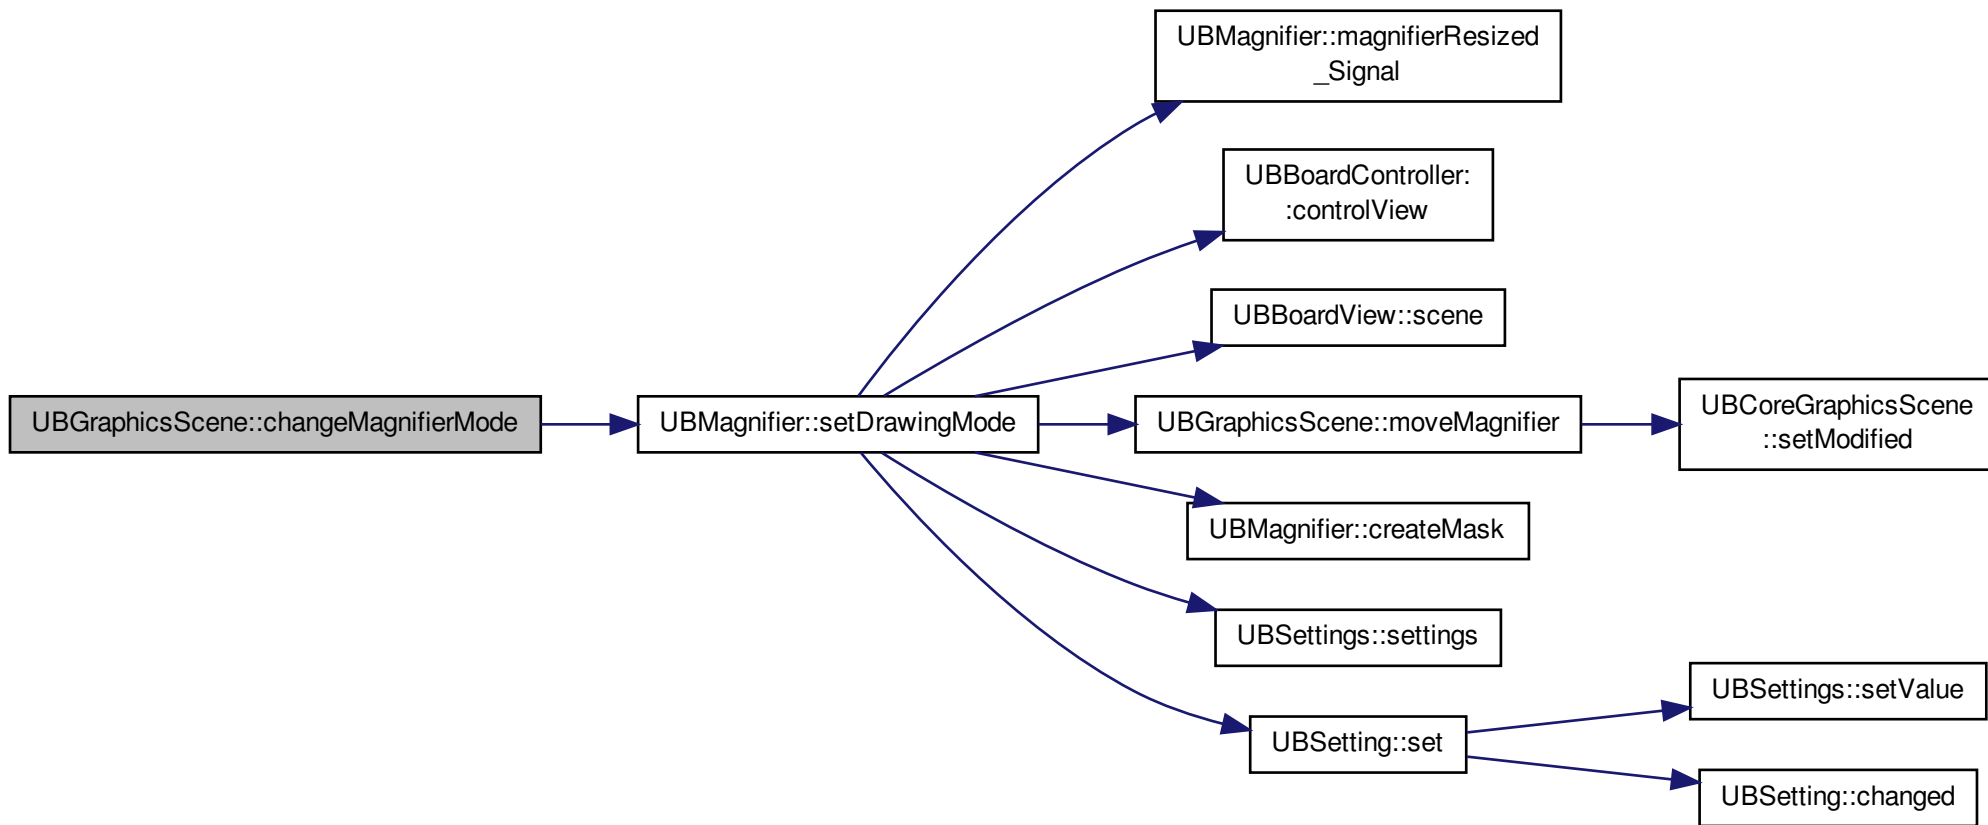 UBMagnifier::magnifierResized
_Signal
UBBoardController:
:controlView
UBBoardView::scene
UBGraphicsScene::changeMagnifierMode
UBMagnifier::setDrawingMode
UBGraphicsScene::moveMagnifier
UBCoreGraphicsScene
::setModified
UBMagnifier::createMask
UBSettings::settings
UBSettings::setValue
UBSetting::set
UBSetting::changed